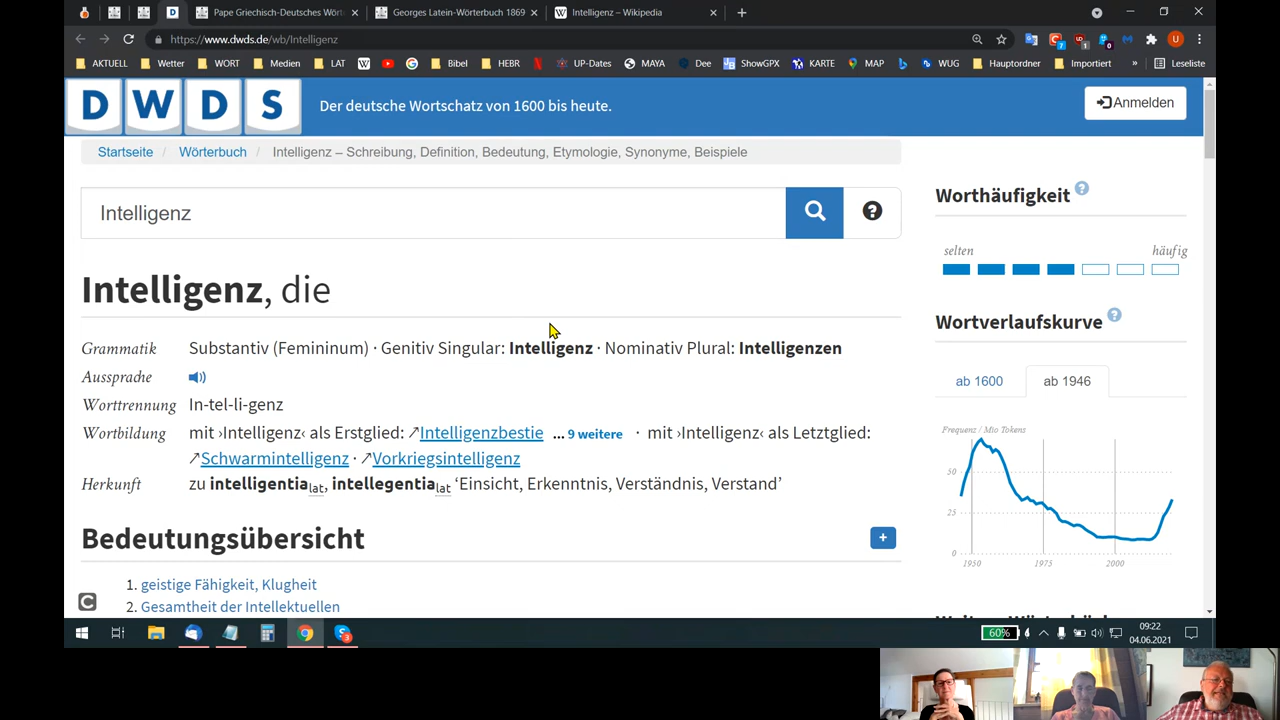 Pape Griechisch-Deutsches Wört
Georges Latein-Wörterbuch 1869
Intelligenz – Wikipedia
https://www.dwds.de/wb/Intelligenz
AKTUELL
Wetter
WORT
Medien
LAT
Bibel
HEBR
UP-Dates
MAYA
Dee
ShowGPX
KARTE
MAP
WUG
Hauptordner
Importiert
»
Leseliste
D W D S
Der deutsche Wortschatz von 1600 bis heute.
Anmelden
Startseite / Wörterbuch / Intelligenz – Schreibung, Definition, Bedeutung, Etymologie, Synonyme, Beispiele
Intelligenz
Intelligenz, die
Grammatik Substantiv (Femininum) · Genitiv Singular: Intelligenz · Nominativ Plural: Intelligenzen
Aussprache
Worttrennung In-tel-li-genz
Wortbildung mit ›Intelligenz‹ als Erstglied: ↗Intelligenzbestie ... 9 weitere · mit ›Intelligenz‹ als Letztglied:
↗Schwarmintelligenz · ↗Vorkriegsintelligenz
Herkunft zu intelligentia lat, intellegentia lat ‘Einsicht, Erkenntnis, Verständnis, Verstand’
Bedeutungsübersicht
+
1. geistige Fähigkeit, Klugheit
2. Gesamtheit der Intellektuellen
Worthäufigkeit ?
selten häufig
Wortverlaufskurve ?
ab 1600 ab 1946
Frequenz / Mio Tokens
50
25
0
1950 1975 2000
60%
09:22
04.06.2021